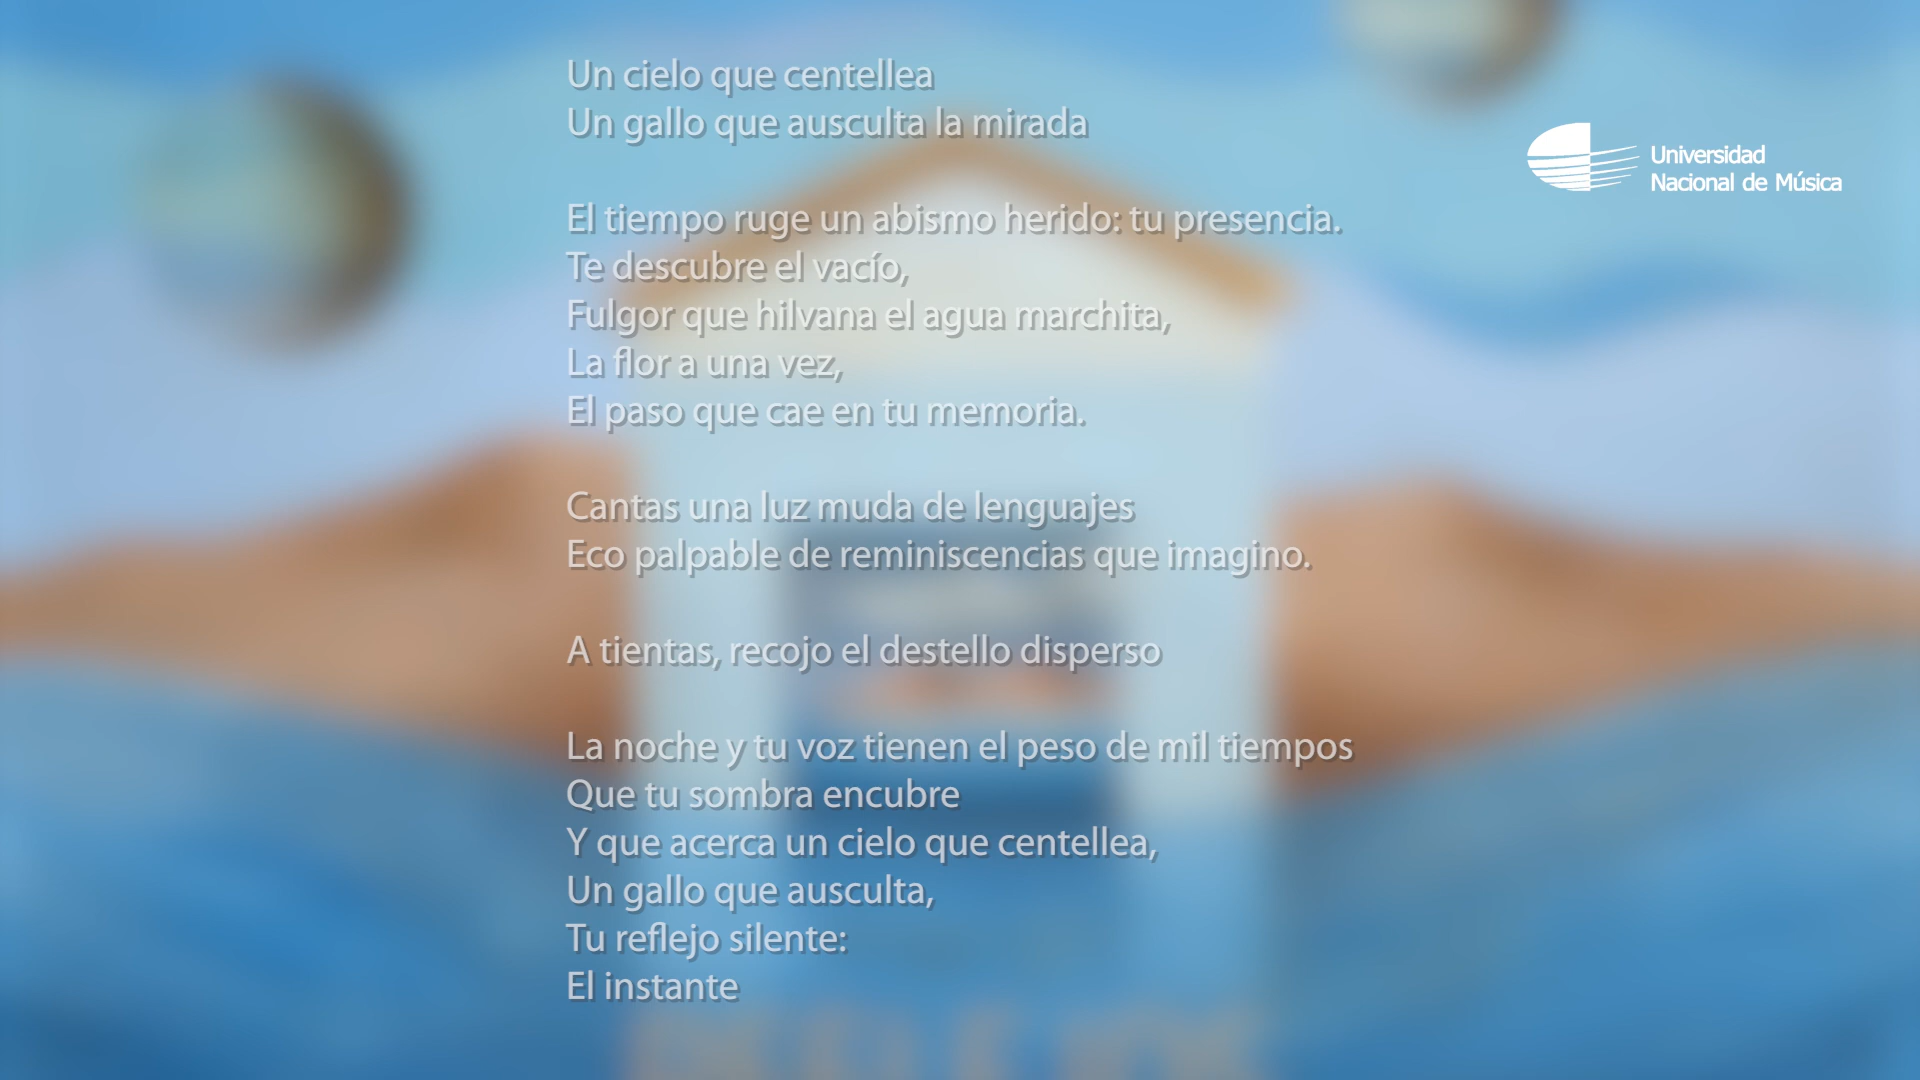 Un cielo que centellea
Un gallo que ausculta la mirada
El tiempo ruge un abismo herido: tu presencia.
Te descubre el vacío,
Fulgor que hilvana el agua marchita,
La flor a una vez,
El paso que cae en tu memoria.
Cantas una luz muda de lenguajes
Eco palpable de reminiscencias que imagino.
A tientas, recojo el destello disperso
La noche y tu voz tienen el peso de mil tiempos
Que tu sombra encubre
Y que acerca un cielo que centellea,
Un gallo que ausculta,
Tu reflejo silente:
El instante
Universidad
Nacional de Música